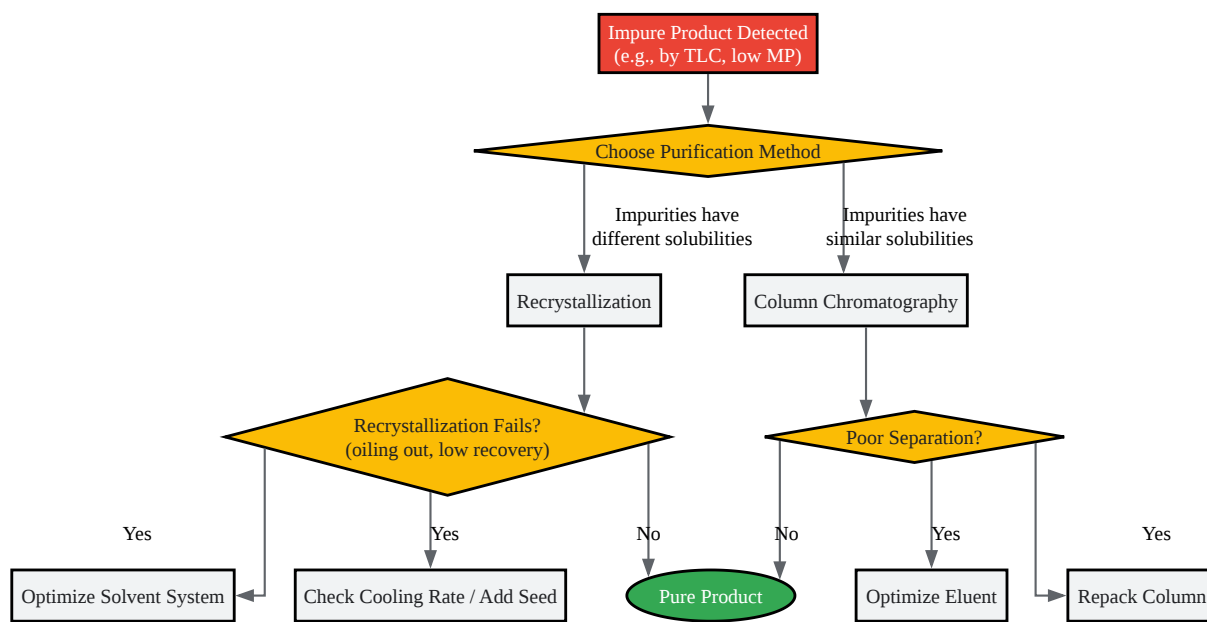 Impure Product Detected
(e.g., by TLC, low MP)
Choose Purification Method
Impurities have
different solubilities
Impurities have
similar solubilities
Recrystallization
Column Chromatography
Recrystallization Fails?
(oiling out, low recovery)
Poor Separation?
Yes
Yes
No
No
Yes
Yes
Optimize Solvent System
Check Cooling Rate / Add Seed
Pure Product
Optimize Eluent
Repack Column